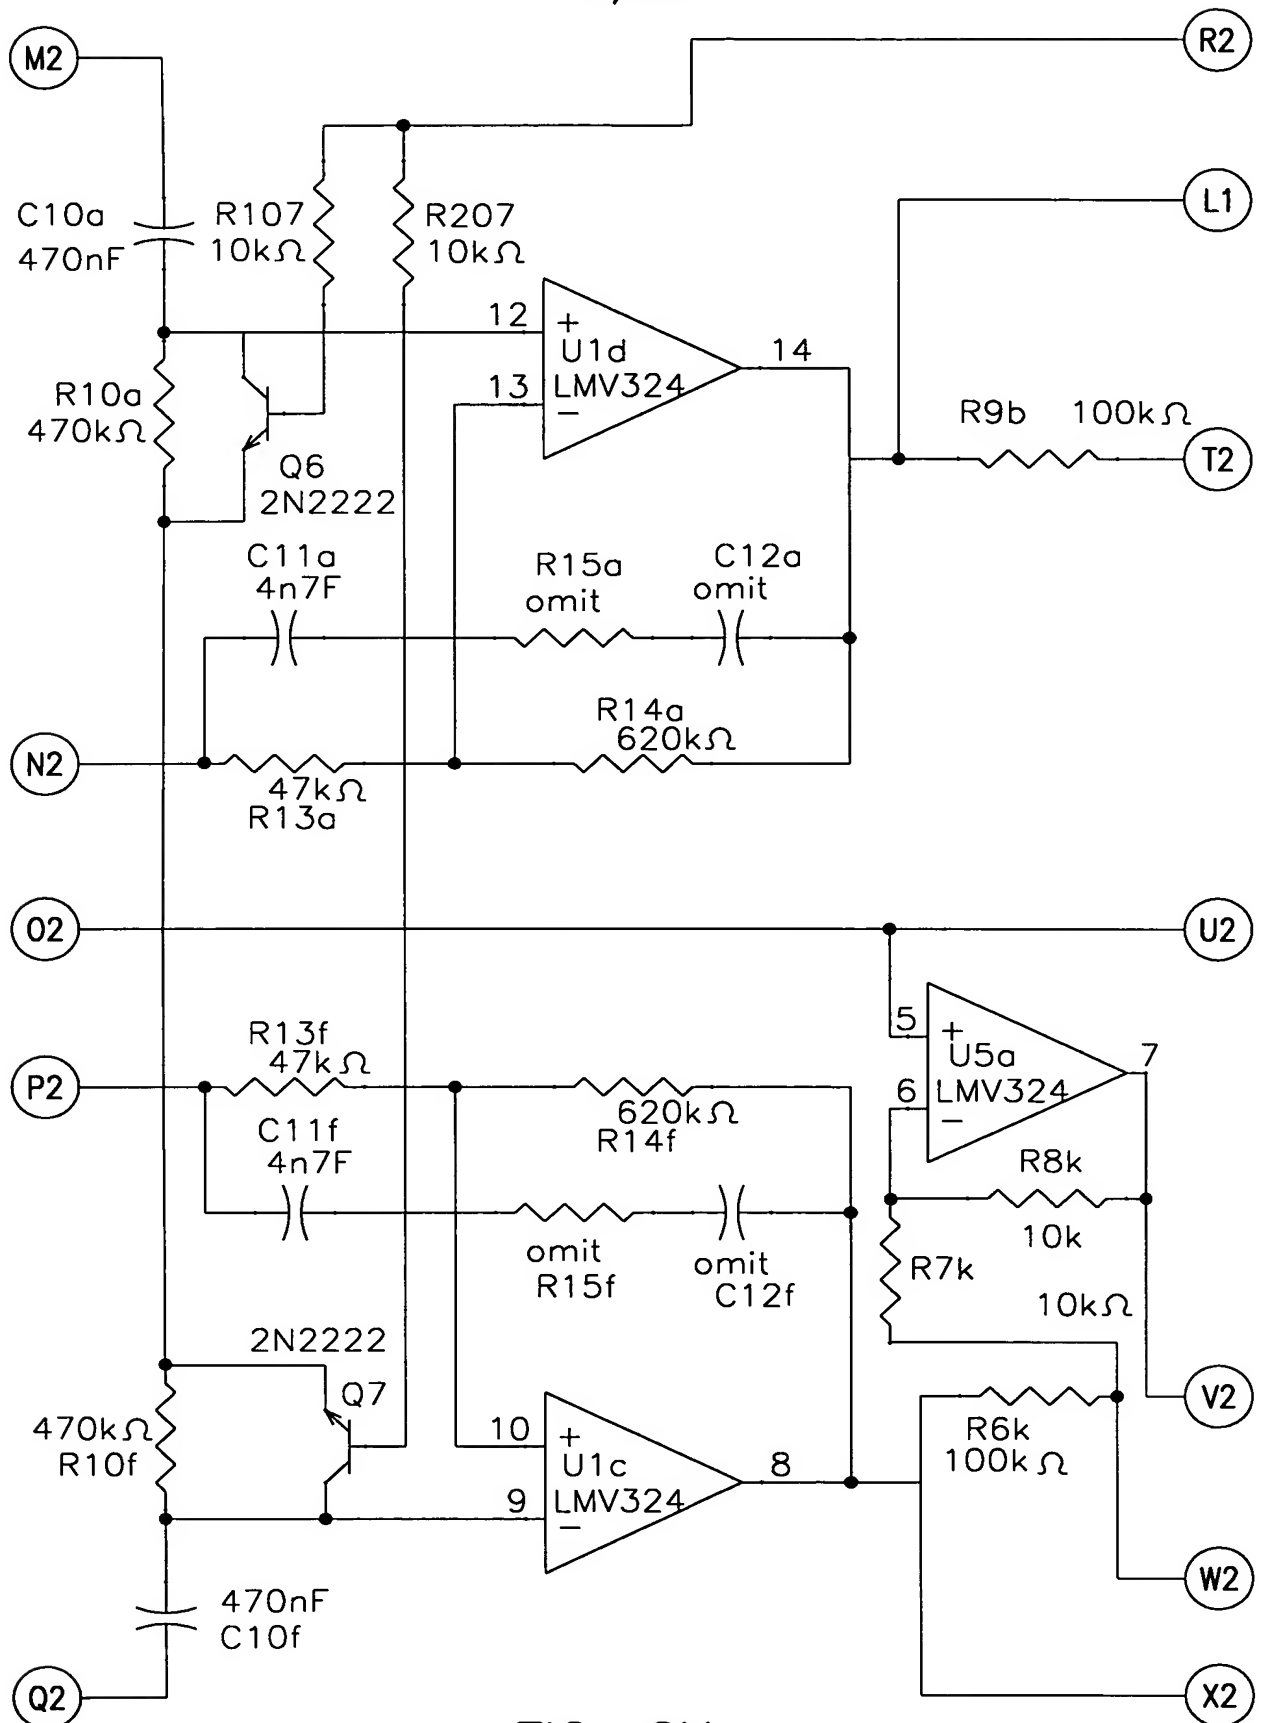 M2
R2
C10a
470nF
R107
10kΩ
R207
10kΩ
L1
12
+
U1d
LMV324
13
−
14
R10a
470kΩ
Q6
2N2222
R9b 100kΩ
T2
C11a
4n7F
R15a
omit
C12a
omit
R14a
620kΩ
N2
47kΩ
R13a
O2
U2
5
+
U5a
LMV324
6
−
7
R13f
47kΩ
P2
620kΩ
R14f
C11f
4n7F
R8k
10k
R7k
10kΩ
omit
R15f
omit
C12f
2N2222
Q7
V2
470kΩ
R10f
10
+
U1c
LMV324
9
−
8
R6k
100kΩ
W2
470nF
C10f
Q2
X2